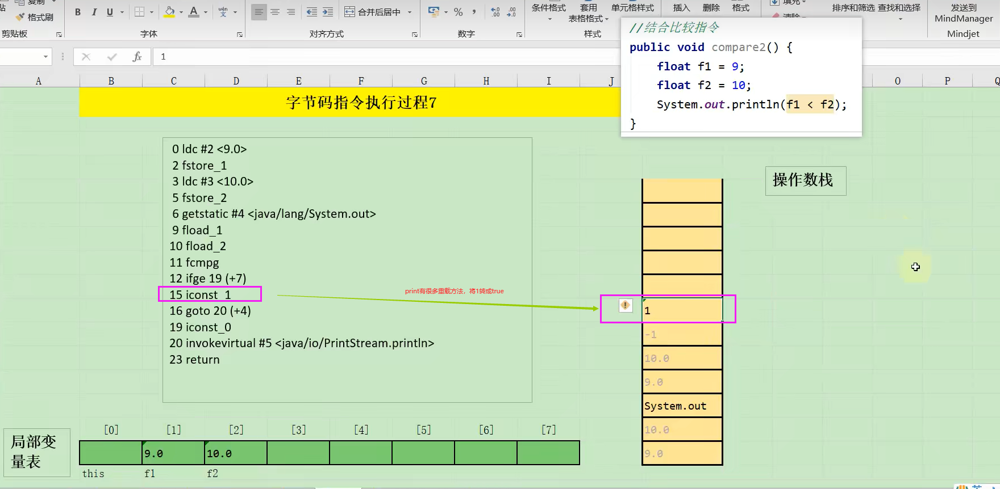 复制
格式刷
剪贴板
B I U
A
wén
文
字体
合并后居中
对齐方式
% ,
数字
条件格式
套用
表格格式
单元格样式
样式
插入 删除 格式
填充
清除
排序和筛选 查找和选择
发送到
MindManager
Mindjet
fx
1
A B C D E F G H I J O P Q
字节码指令执行过程7
//结合比较指令
public void compare2() {
float f1 = 9;
float f2 = 10;
System.out.println(f1 < f2);
}
0 ldc #2 <9.0>
2 fstore_1
3 ldc #3 <10.0>
5 fstore_2
6 getstatic #4 <java/lang/System.out>
9 fload_1
10 fload_2
11 fcmpg
12 ifge 19 (+7)
15 iconst_1
16 goto 20 (+4)
19 iconst_0
20 invokevirtual #5 <java/io/PrintStream.println>
23 return
print有很多重载方法，将1转成true
操作数栈
1
-1
10.0
9.0
System.out
10.0
9.0
局部变
量表
[0] [1] [2] [3] [4] [5] [6] [7]
9.0 10.0
this f1 f2